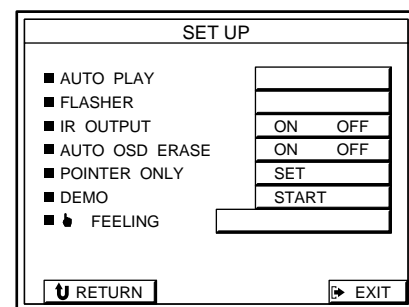 SET UP
AUTO PLAY
FLASHER
IR OUTPUT ON OFF
AUTO OSD ERASE ON OFF
POINTER ONLY SET
DEMO START
FEELING
RETURN EXIT